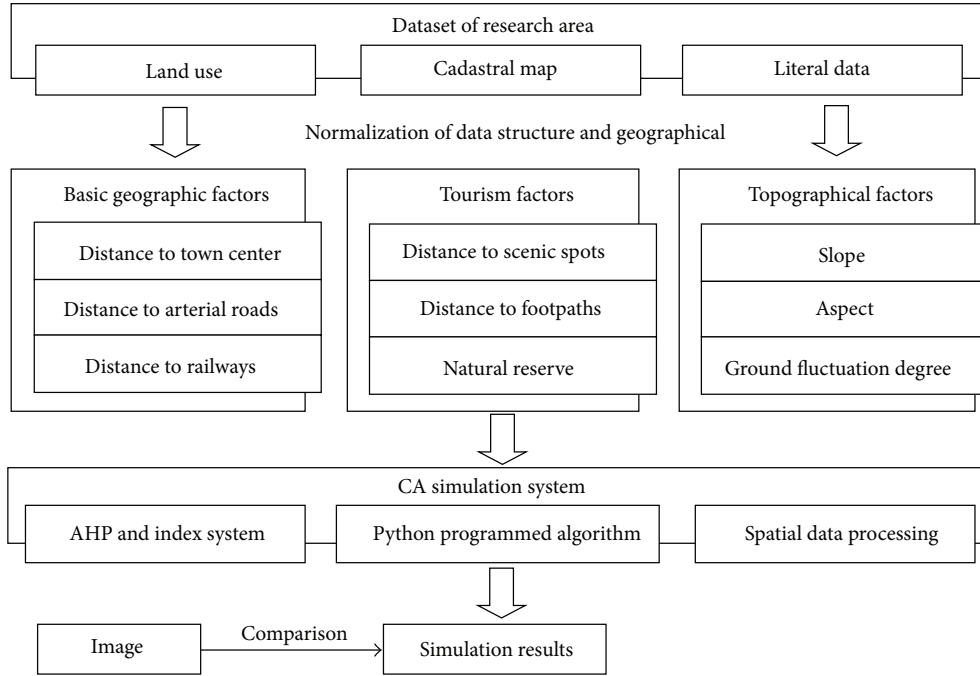 Dataset of research area
Land use
Cadastral map
Literal data
Normalization of data structure and geographical
Basic geographic factors
Distance to town center
Distance to arterial roads
Distance to railways
Tourism factors
Distance to scenic spots
Distance to footpaths
Natural reserve
Topographical factors
Slope
Aspect
Ground fluctuation degree
CA simulation system
AHP and index system
Python programmed algorithm
Spatial data processing
Image
Comparison
Simulation results